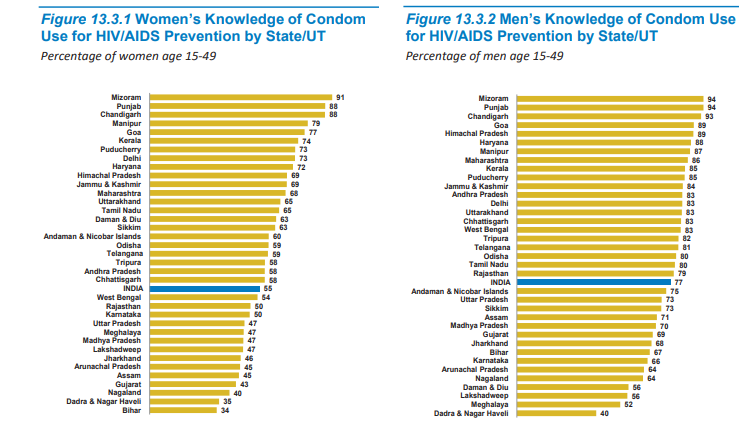 Figure 13.3.1 Women’s Knowledge of Condom
Use for HIV/AIDS Prevention by State/UT
Percentage of women age 15-49
Mizoram 91
Punjab 88
Chandigarh 88
Manipur 79
Goa 77
Kerala 74
Puducherry 73
Delhi 73
Haryana 72
Himachal Pradesh 69
Jammu & Kashmir 69
Maharashtra 68
Uttarakhand 65
Tamil Nadu 65
Daman & Diu 63
Sikkim 63
Andaman & Nicobar Islands 60
Odisha 59
Telangana 59
Tripura 58
Andhra Pradesh 58
Chhattisgarh 58
INDIA 55
West Bengal 54
Rajasthan 50
Karnataka 50
Uttar Pradesh 47
Meghalaya 47
Madhya Pradesh 47
Lakshadweep 47
Jharkhand 46
Arunachal Pradesh 45
Assam 45
Gujarat 43
Nagaland 40
Dadra & Nagar Haveli 35
Bihar 34
Figure 13.3.2 Men’s Knowledge of Condom Use
for HIV/AIDS Prevention by State/UT
Percentage of men age 15-49
Mizoram 94
Punjab 94
Chandigarh 93
Goa 89
Himachal Pradesh 89
Haryana 88
Manipur 87
Maharashtra 86
Kerala 85
Puducherry 85
Jammu & Kashmir 84
Andhra Pradesh 83
Delhi 83
Uttarakhand 83
Chhattisgarh 83
West Bengal 83
Tripura 82
Telangana 81
Odisha 80
Tamil Nadu 80
Rajasthan 79
INDIA 77
Andaman & Nicobar Islands 75
Uttar Pradesh 73
Sikkim 73
Assam 71
Madhya Pradesh 70
Gujarat 69
Jharkhand 68
Bihar 67
Karnataka 66
Arunachal Pradesh 64
Nagaland 64
Daman & Diu 56
Lakshadweep 56
Meghalaya 52
Dadra & Nagar Haveli 40